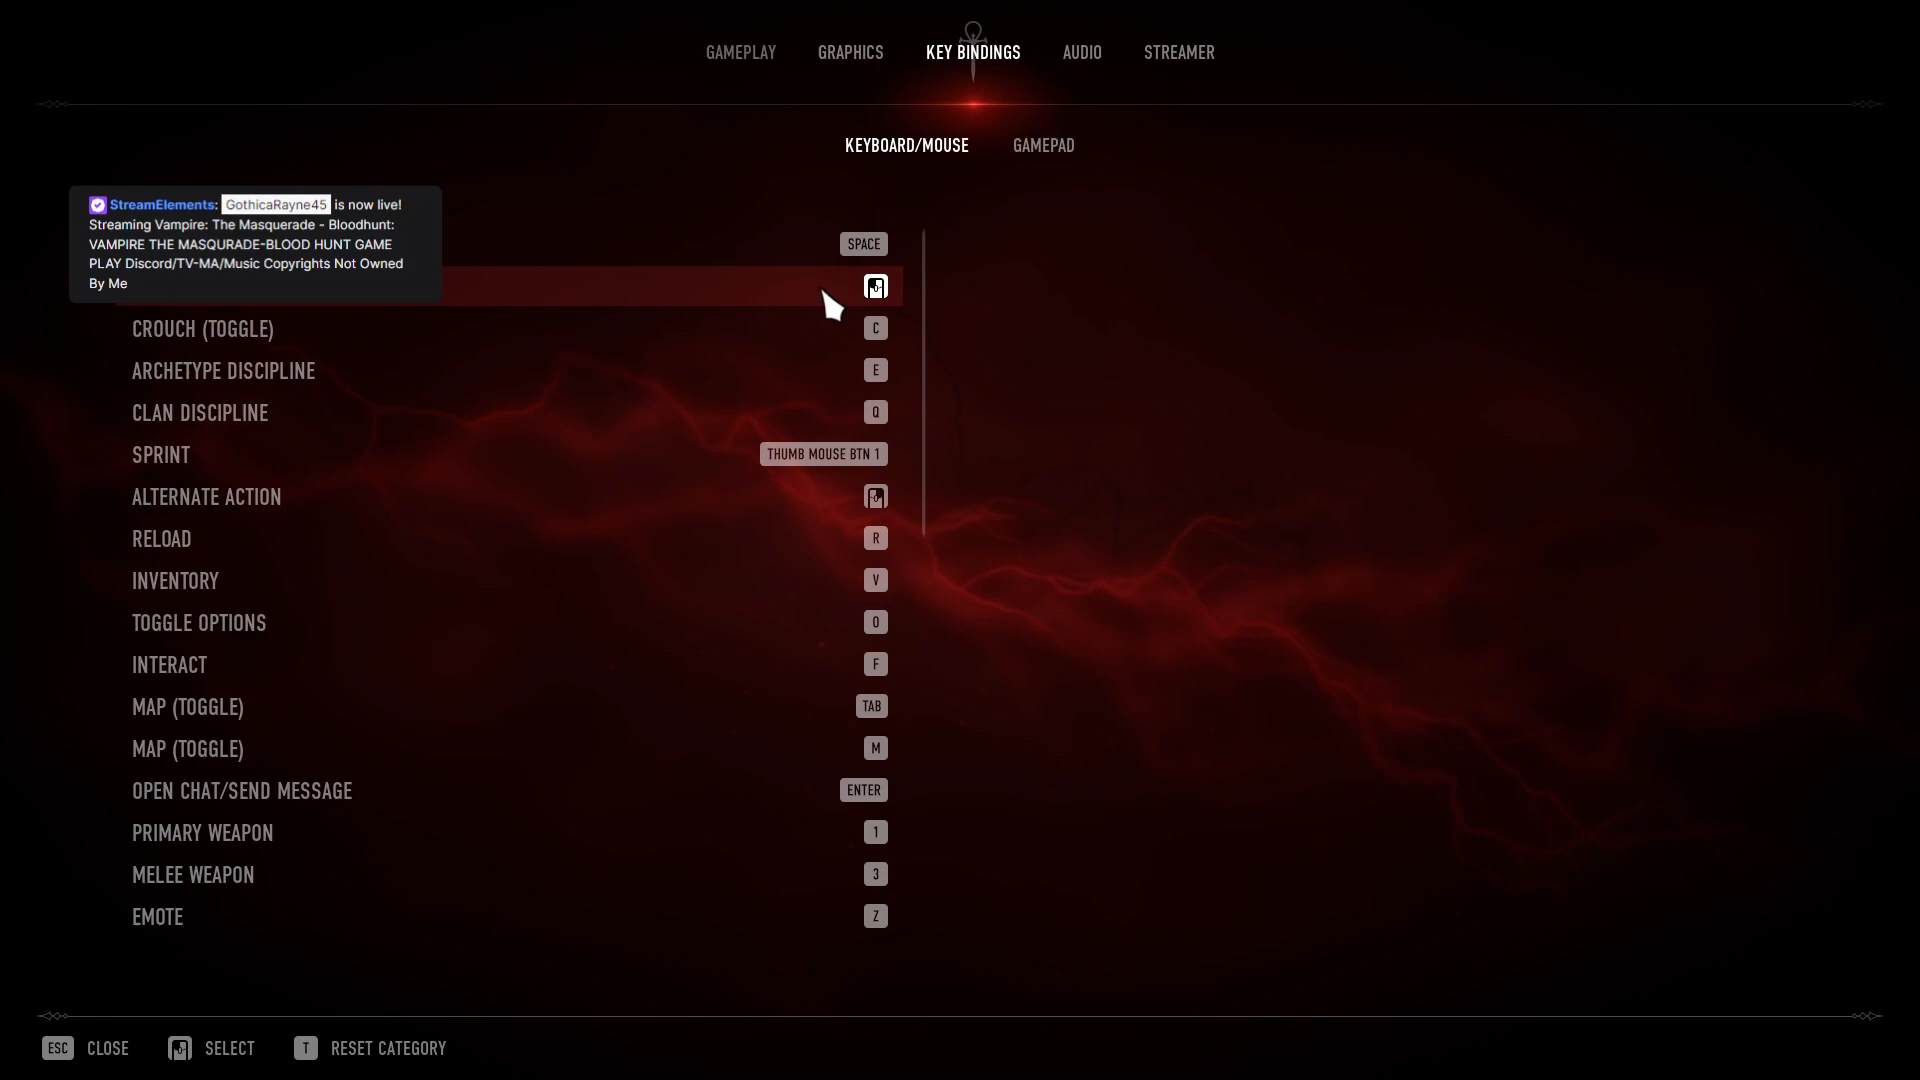 GAMEPLAY GRAPHICS KEY BINDINGS AUDIO STREAMER
KEYBOARD/MOUSE GAMEPAD
StreamElements: GothicaRayne45 is now live!
Streaming Vampire: The Masquerade - Bloodhunt:
VAMPIRE THE MASQURADE-BLOOD HUNT GAME
PLAY Discord/TV-MA/Music Copyrights Not Owned
By Me
SPACE
CROUCH (TOGGLE) C
ARCHETYPE DISCIPLINE E
CLAN DISCIPLINE Q
SPRINT THUMB MOUSE BTN 1
ALTERNATE ACTION
RELOAD R
INVENTORY V
TOGGLE OPTIONS O
INTERACT F
MAP (TOGGLE) TAB
MAP (TOGGLE) M
OPEN CHAT/SEND MESSAGE ENTER
PRIMARY WEAPON 1
MELEE WEAPON 3
EMOTE Z
ESC CLOSE SELECT T RESET CATEGORY